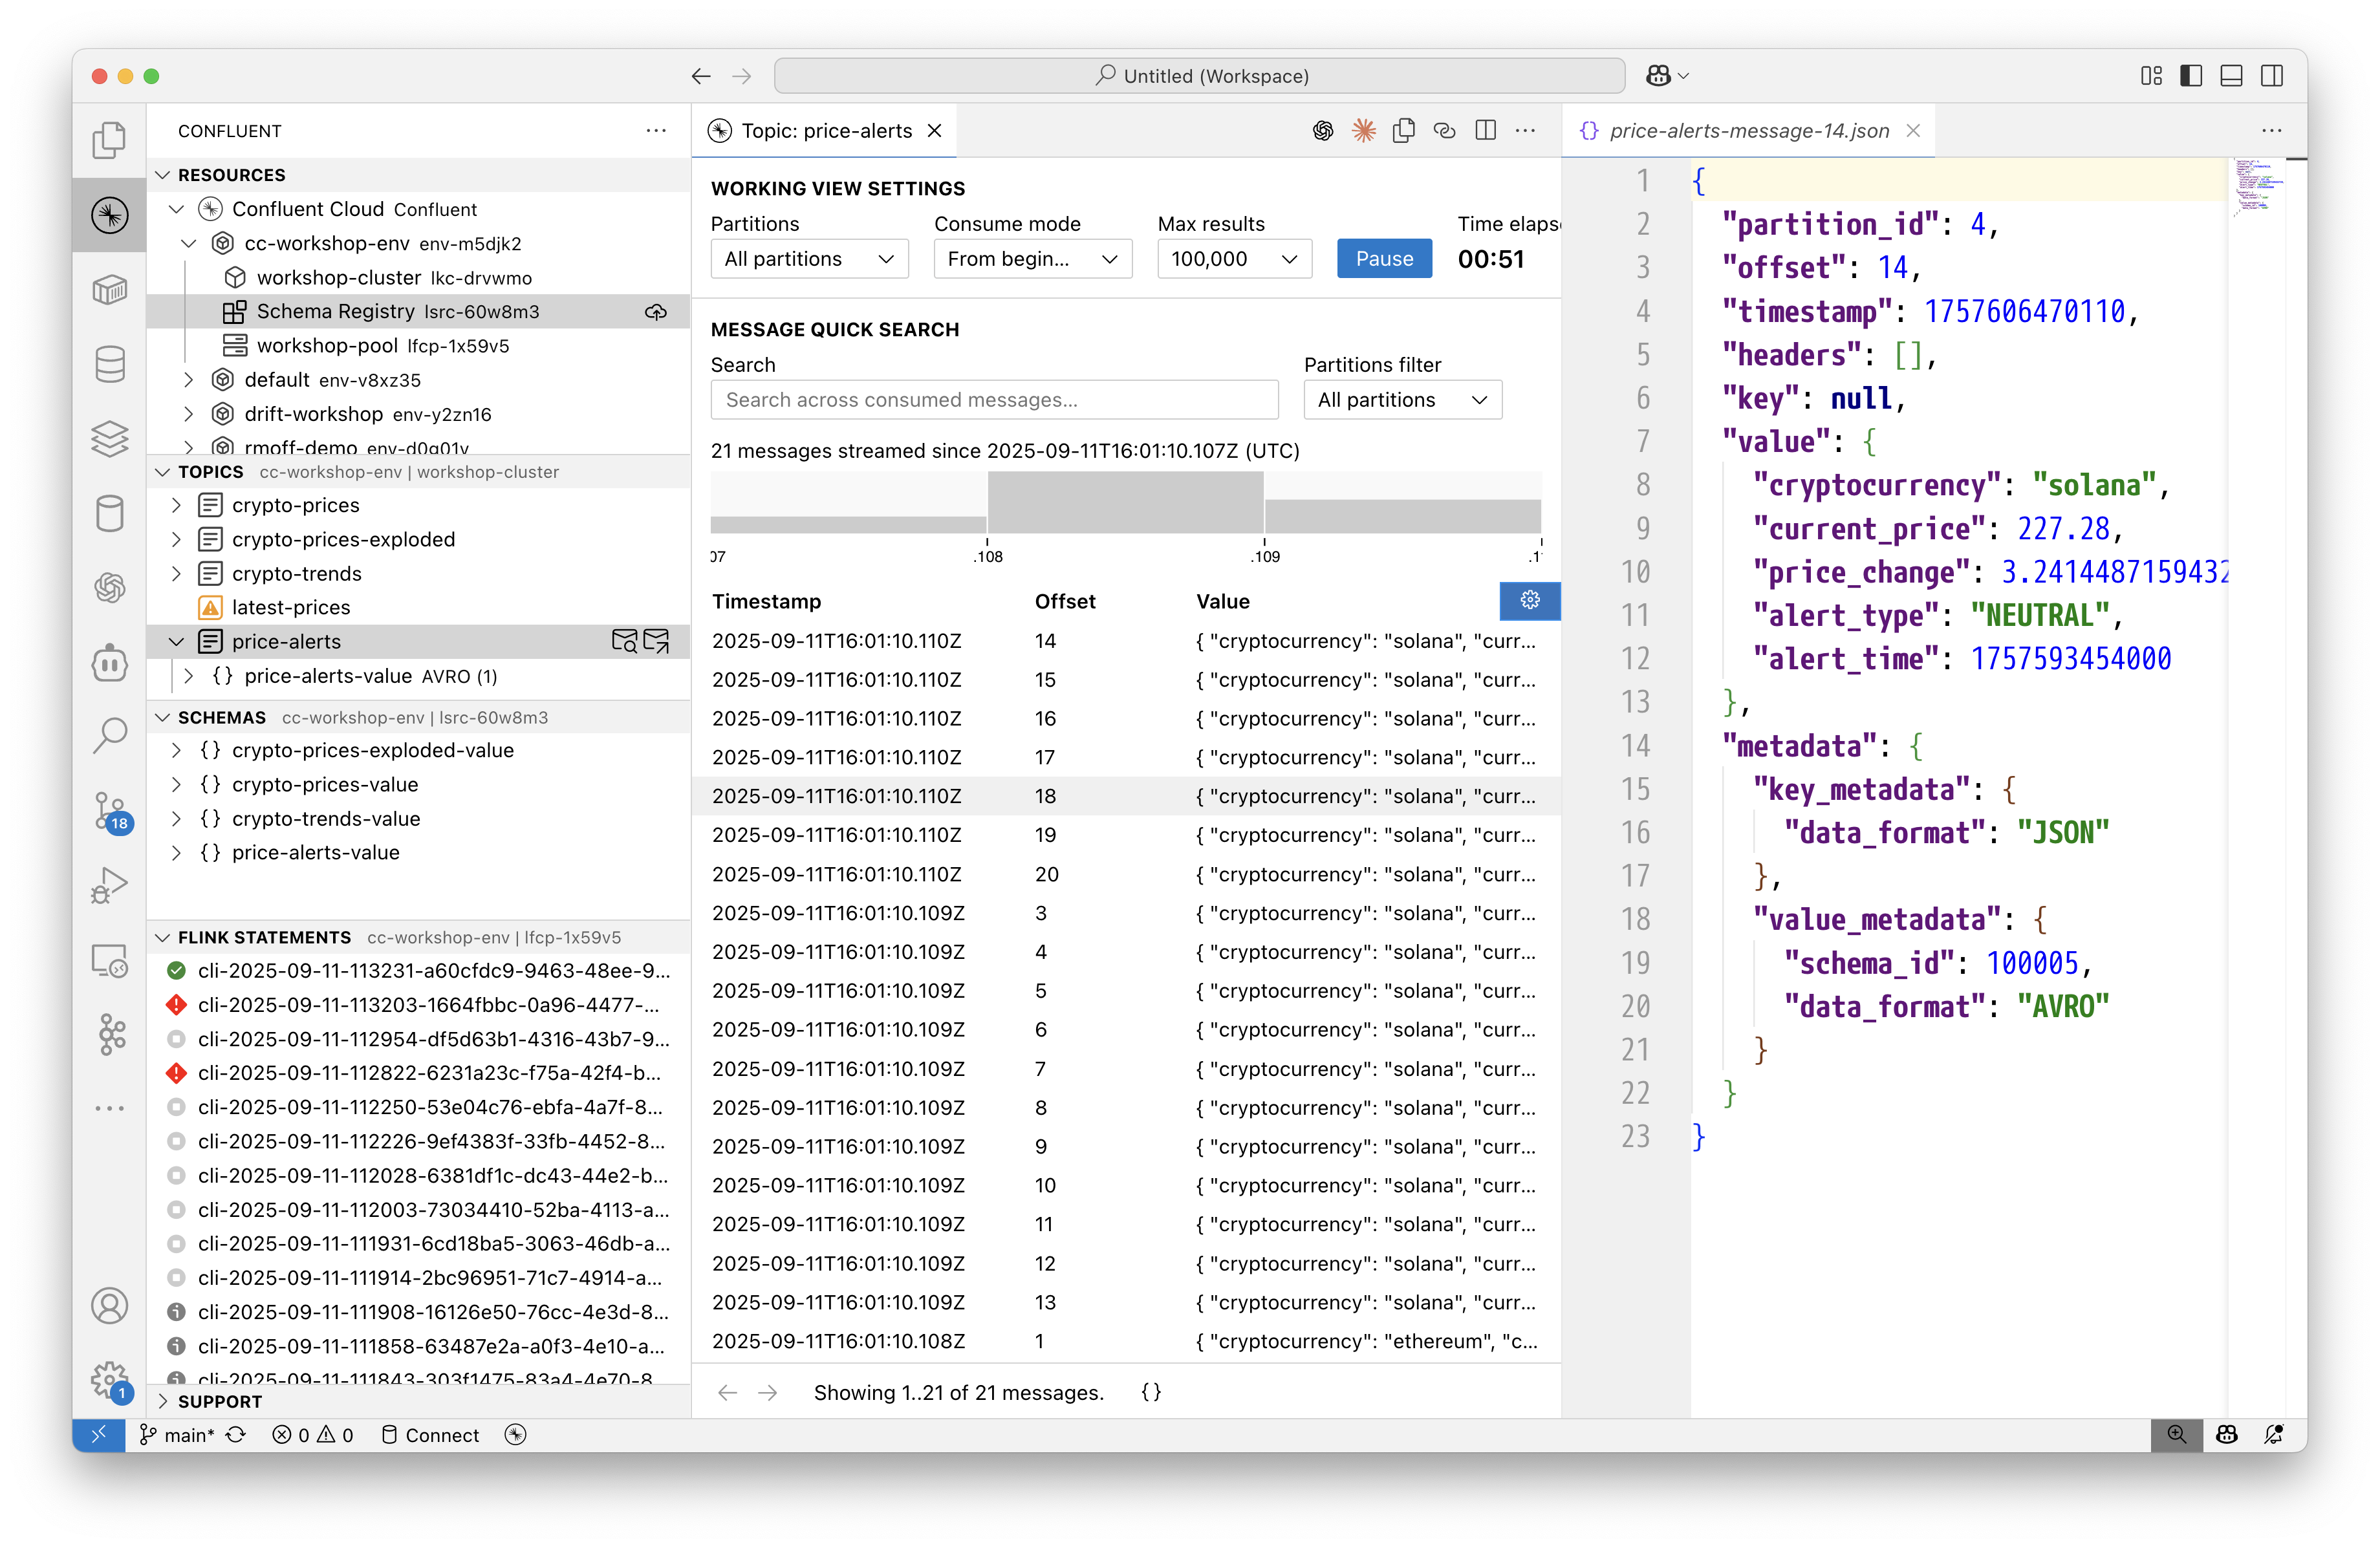 Untitled (Workspace)
CONFLUENT
RESOURCES
Confluent Cloud Confluent
cc-workshop-env env-m5djk2
workshop-cluster lkc-drvwmo
Schema Registry lsrc-60w8m3
workshop-pool lfcp-1x59v5
default env-v8xz35
drift-workshop env-y2zn16
rmoff-demo env-d0q01v
TOPICS cc-workshop-env | workshop-cluster
crypto-prices
crypto-prices-exploded
crypto-trends
latest-prices
price-alerts
price-alerts-value AVRO (1)
SCHEMAS cc-workshop-env | lsrc-60w8m3
crypto-prices-exploded-value
crypto-prices-value
crypto-trends-value
price-alerts-value
FLINK STATEMENTS cc-workshop-env | lfcp-1x59v5
cli-2025-09-11-113231-a60cfdc9-9463-48ee-9...
cli-2025-09-11-113203-1664fbbc-0a96-4477-...
cli-2025-09-11-112954-df5d63b1-4316-43b7-9...
cli-2025-09-11-112822-6231a23c-f75a-42f4-b...
cli-2025-09-11-112250-53e04c76-ebfa-4a7f-8...
cli-2025-09-11-112226-9ef4383f-33fb-4452-8...
cli-2025-09-11-112028-6381df1c-dc43-44e2-b...
cli-2025-09-11-112003-73034410-52ba-4113-a...
cli-2025-09-11-111931-6cd18ba5-3063-46db-a...
cli-2025-09-11-111914-2bc96951-71c7-4914-a...
cli-2025-09-11-111908-16126e50-76cc-4e3d-8...
cli-2025-09-11-111858-63487e2a-a0f3-4e10-a...
cli-2025-09-11-111843-303f1475-83a4-4e70-8
SUPPORT
18
1
Topic: price-alerts
WORKING VIEW SETTINGS
Partitions Consume mode Max results Time elaps
All partitions From begin... 100,000 Pause 00:51
MESSAGE QUICK SEARCH
Search Partitions filter
Search across consumed messages... All partitions
21 messages streamed since 2025-09-11T16:01:10.107Z (UTC)
07 .108 .109 .1
Timestamp Offset Value
2025-09-11T16:01:10.110Z 14 { "cryptocurrency": "solana", "curr...
2025-09-11T16:01:10.110Z 15 { "cryptocurrency": "solana", "curr...
2025-09-11T16:01:10.110Z 16 { "cryptocurrency": "solana", "curr...
2025-09-11T16:01:10.110Z 17 { "cryptocurrency": "solana", "curr...
2025-09-11T16:01:10.110Z 18 { "cryptocurrency": "solana", "curr...
2025-09-11T16:01:10.110Z 19 { "cryptocurrency": "solana", "curr...
2025-09-11T16:01:10.110Z 20 { "cryptocurrency": "solana", "curr...
2025-09-11T16:01:10.109Z 3 { "cryptocurrency": "solana", "curr...
2025-09-11T16:01:10.109Z 4 { "cryptocurrency": "solana", "curr...
2025-09-11T16:01:10.109Z 5 { "cryptocurrency": "solana", "curr...
2025-09-11T16:01:10.109Z 6 { "cryptocurrency": "solana", "curr...
2025-09-11T16:01:10.109Z 7 { "cryptocurrency": "solana", "curr...
2025-09-11T16:01:10.109Z 8 { "cryptocurrency": "solana", "curr...
2025-09-11T16:01:10.109Z 9 { "cryptocurrency": "solana", "curr...
2025-09-11T16:01:10.109Z 10 { "cryptocurrency": "solana", "curr...
2025-09-11T16:01:10.109Z 11 { "cryptocurrency": "solana", "curr...
2025-09-11T16:01:10.109Z 12 { "cryptocurrency": "solana", "curr...
2025-09-11T16:01:10.109Z 13 { "cryptocurrency": "solana", "curr...
2025-09-11T16:01:10.108Z 1 { "cryptocurrency": "ethereum", "c...
Showing 1..21 of 21 messages. {}
{} price-alerts-message-14.json
1 {
2 "partition_id": 4,
3 "offset": 14,
4 "timestamp": 1757606470110,
5 "headers": [],
6 "key": null,
7 "value": {
8 "cryptocurrency": "solana",
9 "current_price": 227.28,
10 "price_change": 3.2414487159432
11 "alert_type": "NEUTRAL",
12 "alert_time": 1757593454000
13 },
14 "metadata": {
15 "key_metadata": {
16 "data_format": "JSON"
17 },
18 "value_metadata": {
19 "schema_id": 100005,
20 "data_format": "AVRO"
21 }
22 }
23 }
main* 0 0 Connect